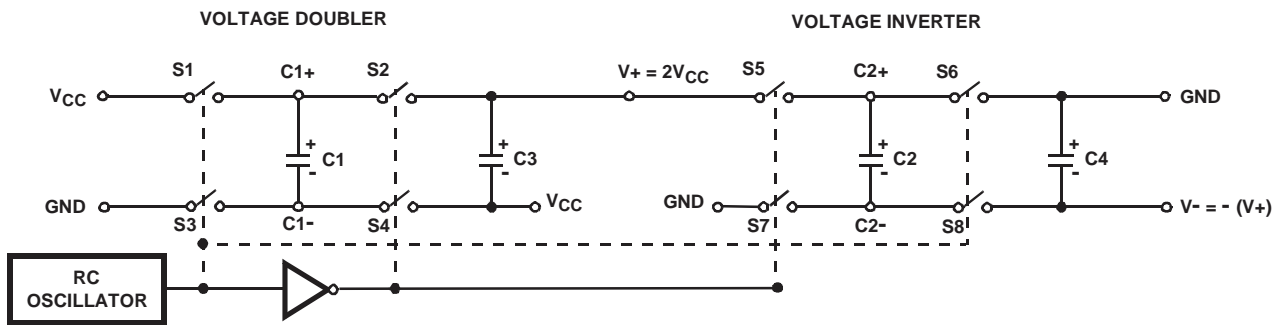 VOLTAGE DOUBLER VOLTAGE INVERTER
S1 C1+ S2 V+ = 2VCC S5 C2+ S6
VCC GND
+ + + +
C1 C3 C2 C4
- - - -
GND VCC GND V- = - (V+)
S3 C1- S4 S7 C2- S8
RC
OSCILLATOR